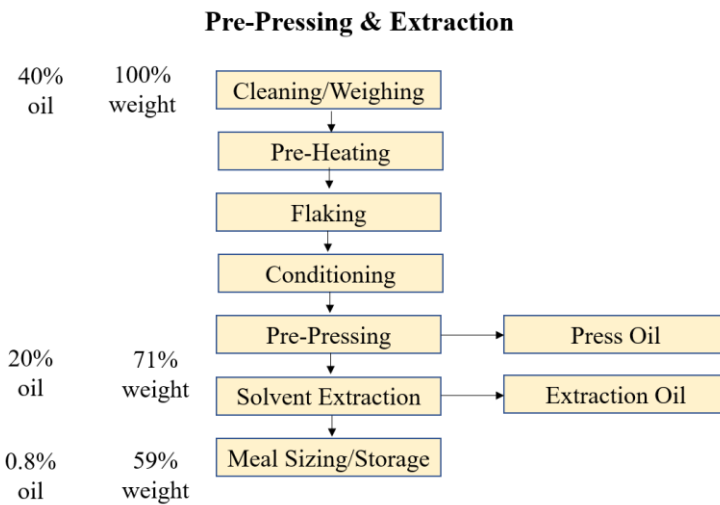 Pre-Pressing & Extraction
40%
oil
100%
weight
Cleaning/Weighing
Pre-Heating
Flaking
Conditioning
Pre-Pressing
Press Oil
20%
oil
71%
weight
Solvent Extraction
Extraction Oil
0.8%
oil
59%
weight
Meal Sizing/Storage